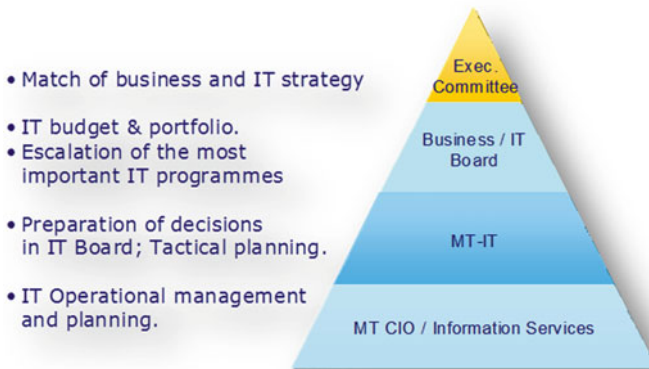 • Match of business and IT strategy
• IT budget & portfolio.
• Escalation of the most
important IT programmes
• Preparation of decisions
in IT Board; Tactical planning.
• IT Operational management
and planning.
Exec.
Committee
Business / IT
Board
MT-IT
MT CIO / Information Services